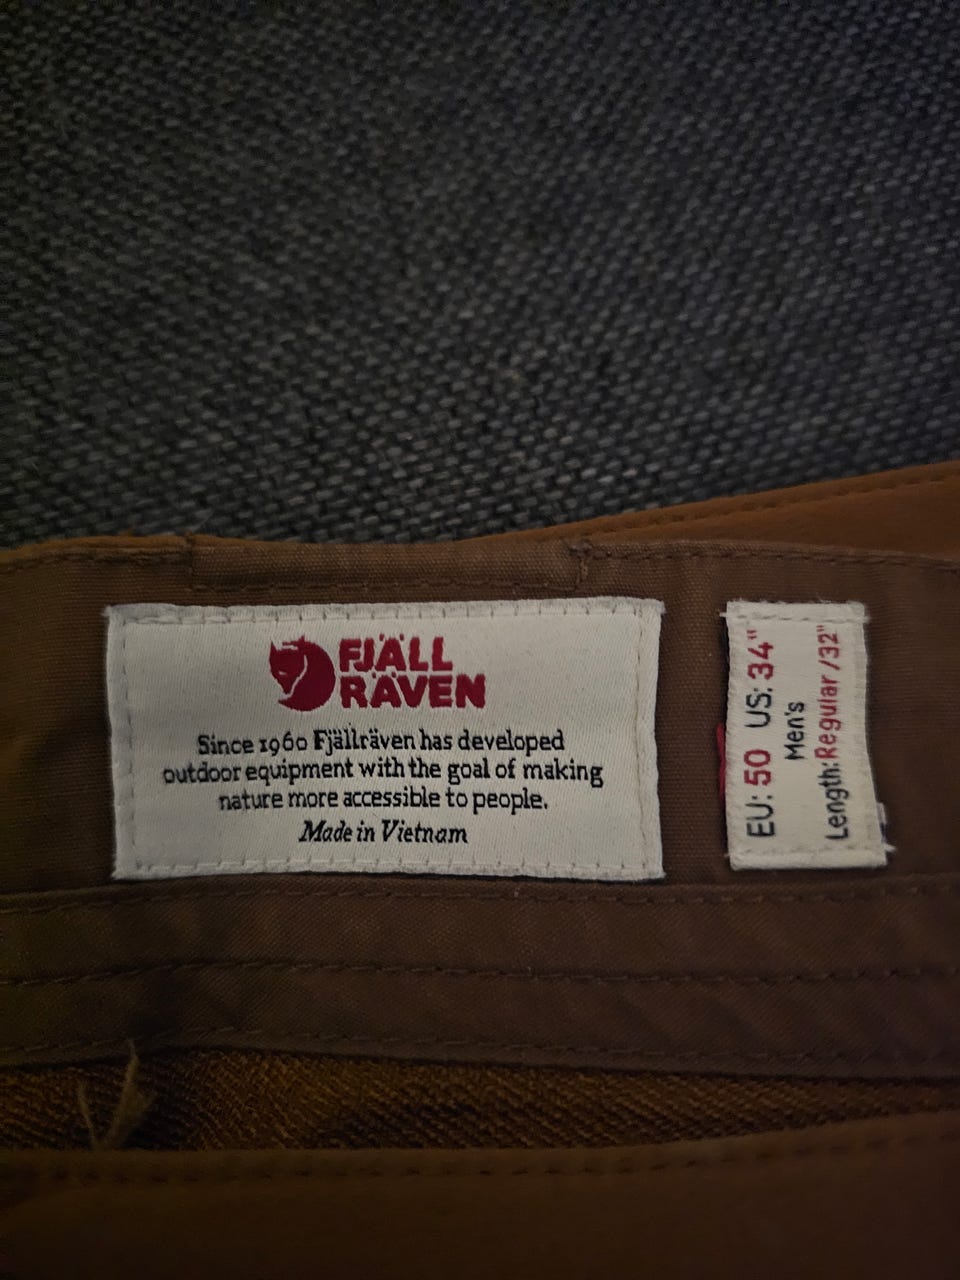 FJÄLL
RÄVEN
Since 1960 Fjällräven has developed
outdoor equipment with the goal of making
nature more accessible to people.
Made in Vietnam
EU: 50 US: 34"
Men's
Length: Regular /32"